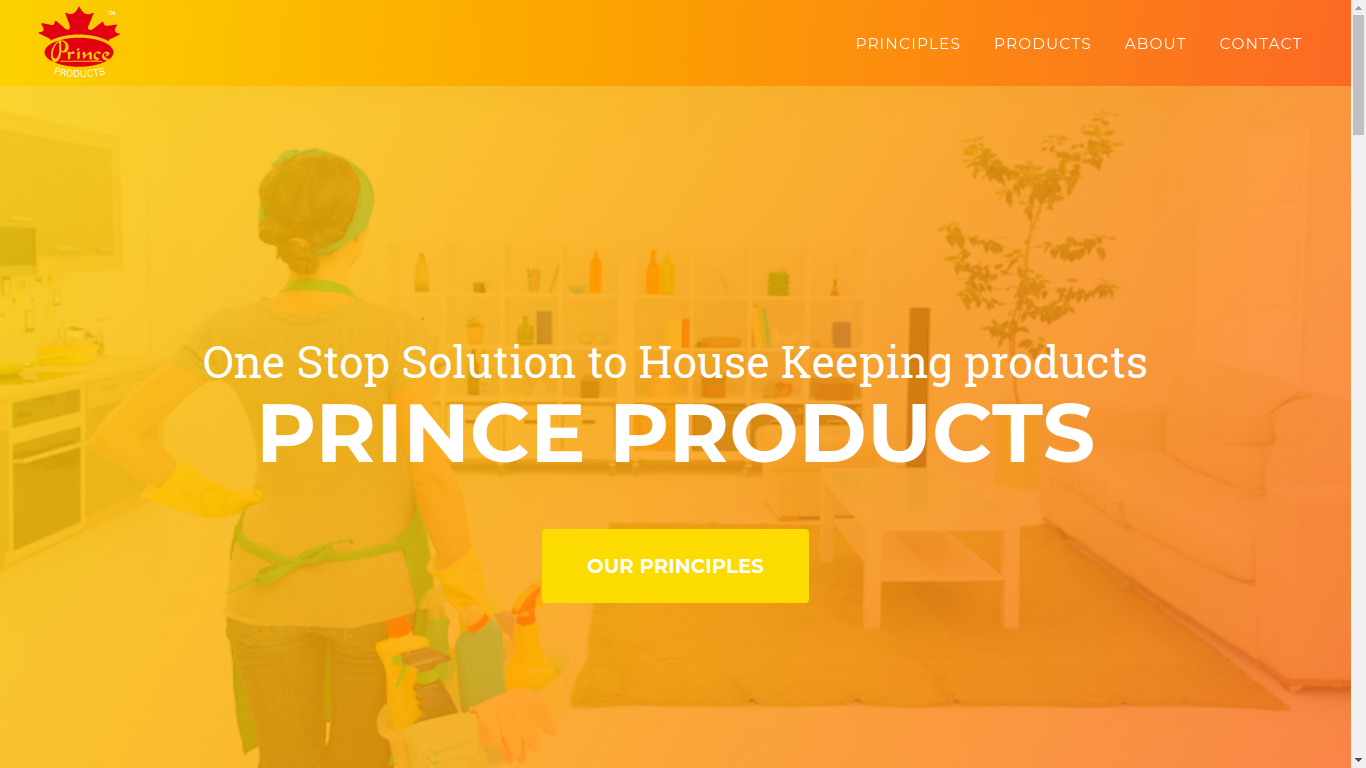 TM
Prince
PRODUCTS
PRINCIPLES PRODUCTS ABOUT CONTACT
One Stop Solution to House Keeping products
PRINCE PRODUCTS
OUR PRINCIPLES